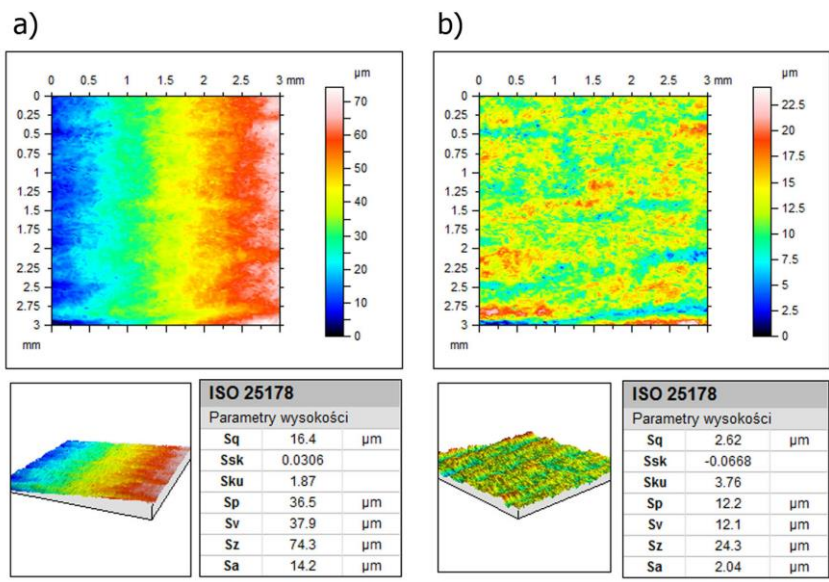 a)
0 0.5 1 1.5 2 2.5 3 mm
µm
0
0.25
0.5
0.75
1
1.25
1.5
1.75
2
2.25
2.5
2.75
3
mm
70
60
50
40
30
20
10
0
ISO 25178
Parametry wysokości
Sq 16.4 µm
Ssk 0.0306
Sku 1.87
Sp 36.5 µm
Sv 37.9 µm
Sz 74.3 µm
Sa 14.2 µm
b)
0 0.5 1 1.5 2 2.5 3 mm
µm
0
0.25
0.5
0.75
1
1.25
1.5
1.75
2
2.25
2.5
2.75
3
mm
22.5
20
17.5
15
12.5
10
7.5
5
2.5
0
ISO 25178
Parametry wysokości
Sq 2.62 µm
Ssk -0.0668
Sku 3.76
Sp 12.2 µm
Sv 12.1 µm
Sz 24.3 µm
Sa 2.04 µm